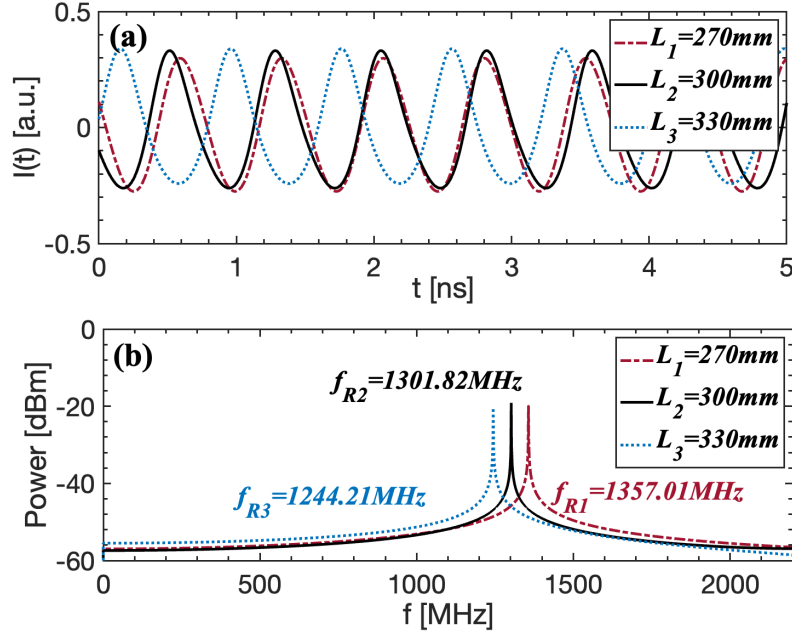 (a)
I(t) [a.u.]
0.5
0
-0.5
L1=270mm
L2=300mm
L3=330mm
0 1 2 3 4 5
t [ns]
(b)
Power [dBm]
0
-20
-40
-60
L1=270mm
L2=300mm
L3=330mm
fR2=1301.82MHz
fR3=1244.21MHz
fR1=1357.01MHz
0 500 1000 1500 2000
f [MHz]